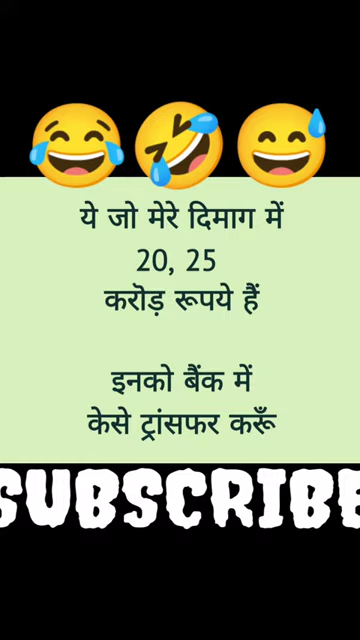 ये जो मेरे दिमाग में
20, 25
करोड़ रूपये हैं
इनको बैंक में
केसे ट्रांसफर करूँ
SUBSCRIBE